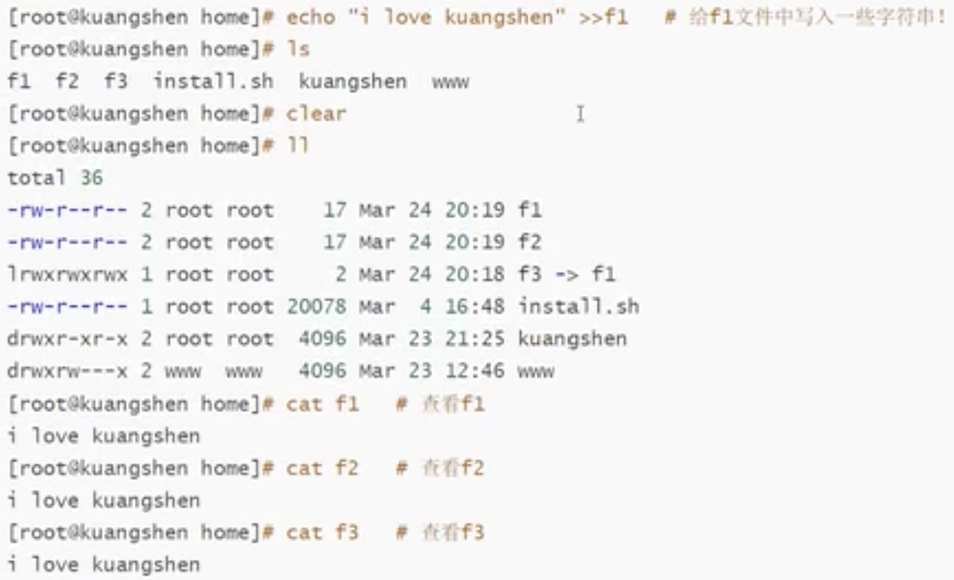 [root@kuangshen home]# echo "i love kuangshen" >>f1   # 给f1文件中写入一些字符串!
[root@kuangshen home]# ls
f1  f2  f3  install.sh  kuangshen  www
[root@kuangshen home]# clear
[root@kuangshen home]# ll
total 36
-rw-r--r-- 2 root root    17 Mar 24 20:19 f1
-rw-r--r-- 2 root root    17 Mar 24 20:19 f2
lrwxrwxrwx 1 root root     2 Mar 24 20:18 f3 -> f1
-rw-r--r-- 1 root root 20078 Mar  4 16:48 install.sh
drwxr-xr-x 2 root root  4096 Mar 23 21:25 kuangshen
drwxrw---x 2 www  www   4096 Mar 23 12:46 www
[root@kuangshen home]# cat f1   # 查看f1
i love kuangshen
[root@kuangshen home]# cat f2   # 查看f2
i love kuangshen
[root@kuangshen home]# cat f3   # 查看f3
i love kuangshen